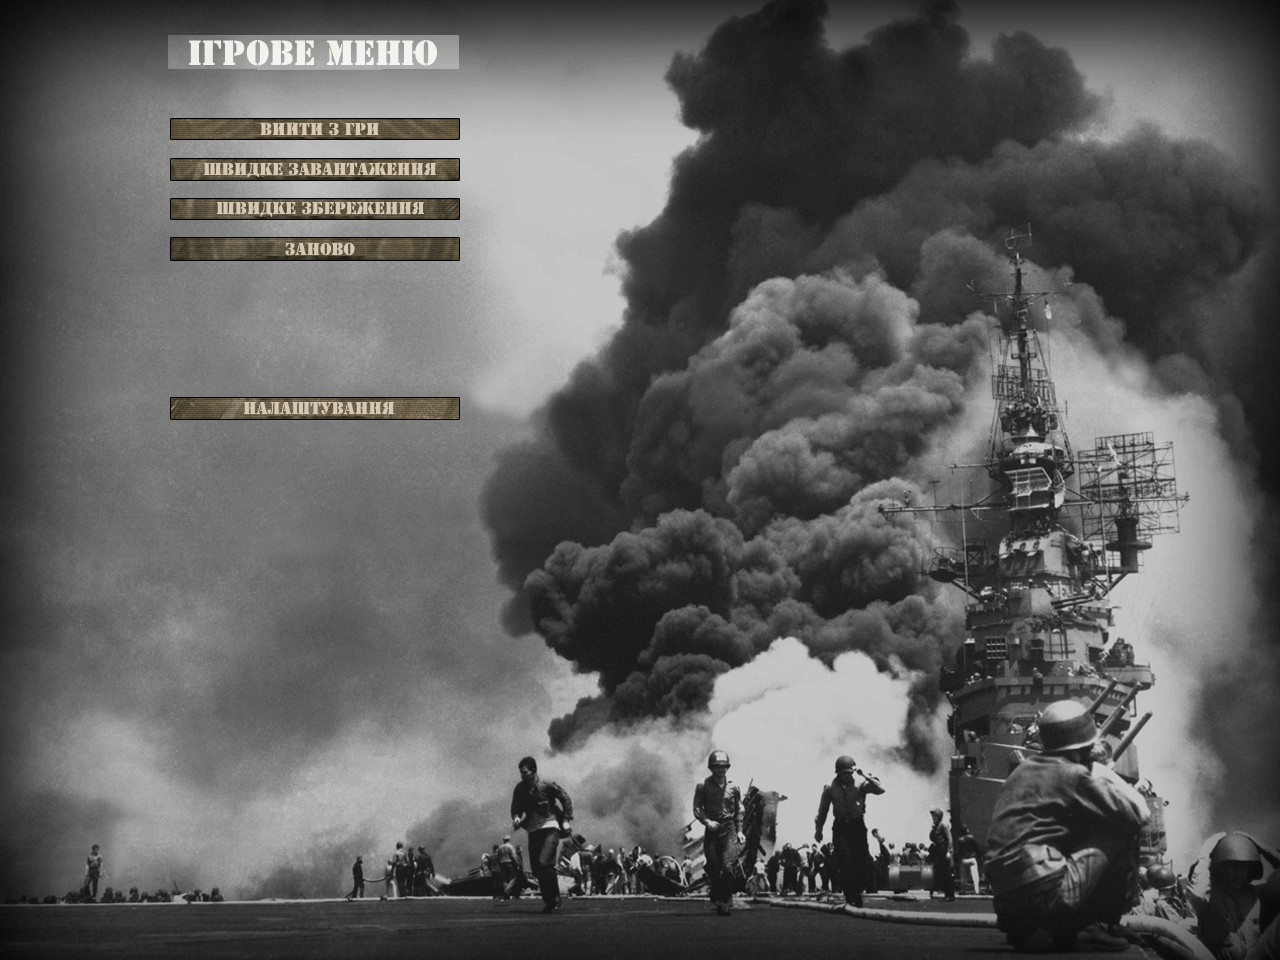 ІГРОВЕ МЕНЮ
ВИЙТИ З ГРИ
ШВИДКЕ ЗАВАНТАЖЕННЯ
ШВИДКЕ ЗБЕРЕЖЕННЯ
ЗАНОВО
НАЛАШТУВАННЯ